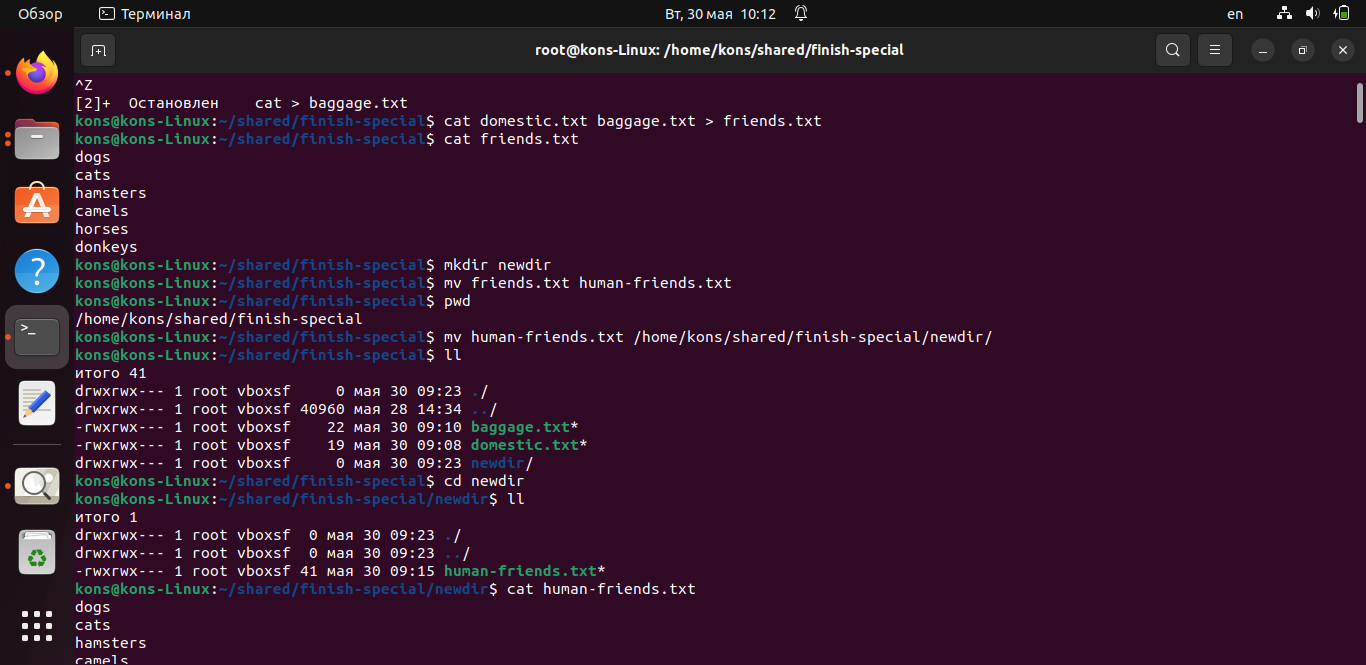 Обзор
Терминал
Вт, 30 мая 10:12
en
root@kons-Linux: /home/kons/shared/finish-special
^Z
[2]+  Остановлен    cat > baggage.txt
kons@kons-Linux:~/shared/finish-special$ cat domestic.txt baggage.txt > friends.txt
kons@kons-Linux:~/shared/finish-special$ cat friends.txt
dogs
cats
hamsters
camels
horses
donkeys
kons@kons-Linux:~/shared/finish-special$ mkdir newdir
kons@kons-Linux:~/shared/finish-special$ mv friends.txt human-friends.txt
kons@kons-Linux:~/shared/finish-special$ pwd
/home/kons/shared/finish-special
kons@kons-Linux:~/shared/finish-special$ mv human-friends.txt /home/kons/shared/finish-special/newdir/
kons@kons-Linux:~/shared/finish-special$ ll
итого 41
drwxrwx--- 1 root vboxsf     0 мая 30 09:23 ./
drwxrwx--- 1 root vboxsf 40960 мая 28 14:34 ../
-rwxrwx--- 1 root vboxsf    22 мая 30 09:10 baggage.txt*
-rwxrwx--- 1 root vboxsf    19 мая 30 09:08 domestic.txt*
drwxrwx--- 1 root vboxsf     0 мая 30 09:23 newdir/
kons@kons-Linux:~/shared/finish-special$ cd newdir
kons@kons-Linux:~/shared/finish-special/newdir$ ll
итого 1
drwxrwx--- 1 root vboxsf  0 мая 30 09:23 ./
drwxrwx--- 1 root vboxsf  0 мая 30 09:23 ../
-rwxrwx--- 1 root vboxsf 41 мая 30 09:15 human-friends.txt*
kons@kons-Linux:~/shared/finish-special/newdir$ cat human-friends.txt
dogs
cats
hamsters
camels